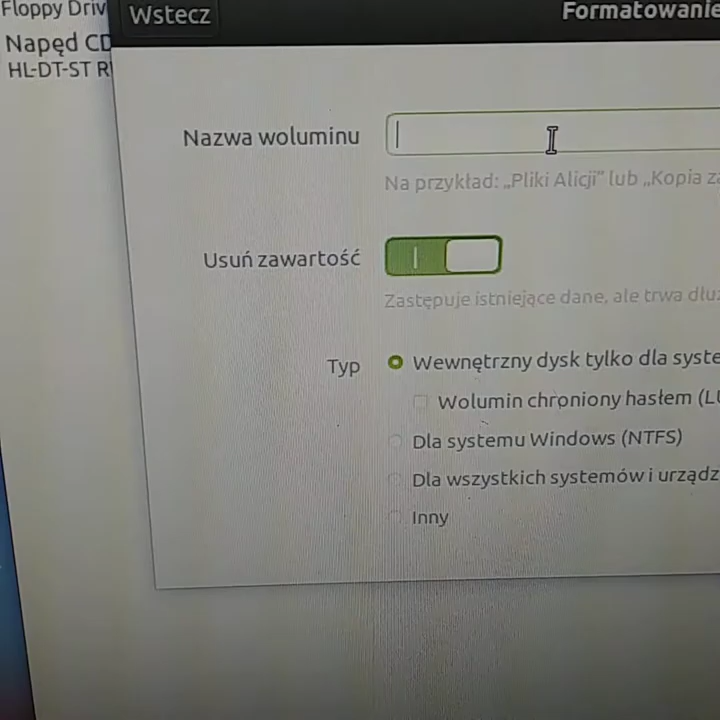 Floppy Driv
Napęd CD
HL-DT-ST R
Wstecz
Formatowanie
Nazwa woluminu
Na przykład: „Pliki Alicji” lub „Kopia za
Usuń zawartość
Zastępuje istniejące dane, ale trwa dłuż
Typ
Wewnętrzny dysk tylko dla syste
Wolumin chroniony hasłem (LU
Dla systemu Windows (NTFS)
Dla wszystkich systemów i urządz
Inny